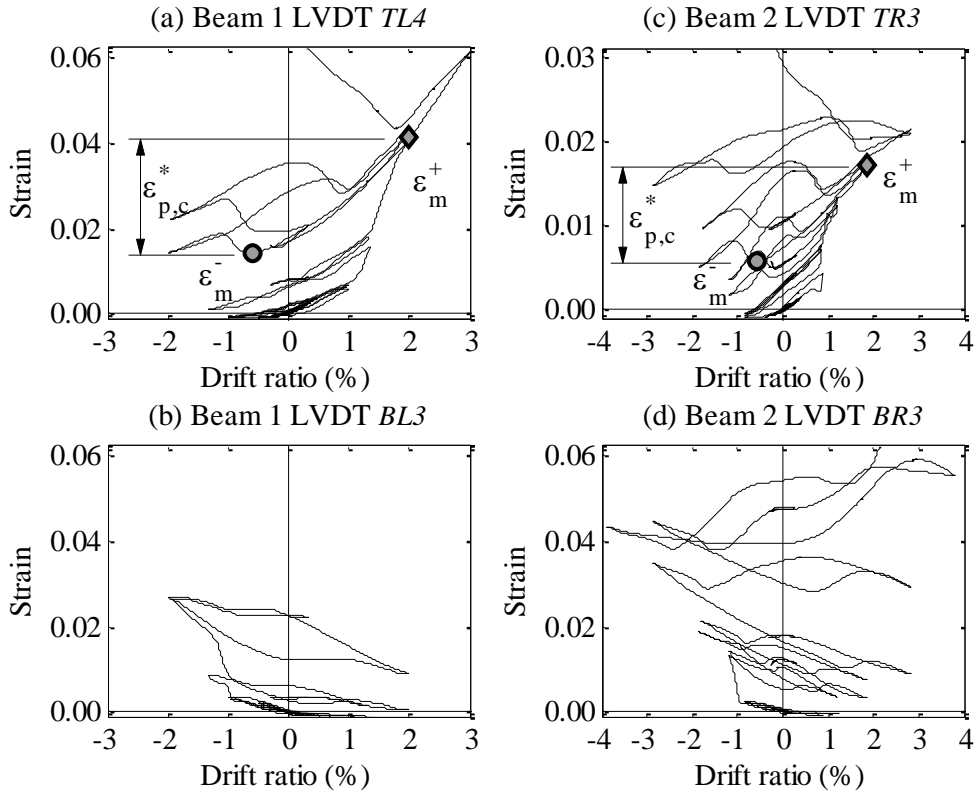 (a) Beam 1 LVDT TL4
0.06
0.04
0.02
0.00
Strain
ε*p,c
ε+m
ε-m
-3 -2 -1 0 1 2 3
Drift ratio (%)
(c) Beam 2 LVDT TR3
0.03
0.02
0.01
0.00
Strain
ε*p,c
ε+m
ε-m
-4 -3 -2 -1 0 1 2 3 4
Drift ratio (%)
(b) Beam 1 LVDT BL3
0.06
0.04
0.02
0.00
Strain
-3 -2 -1 0 1 2 3
Drift ratio (%)
(d) Beam 2 LVDT BR3
0.06
0.04
0.02
0.00
Strain
-4 -3 -2 -1 0 1 2 3 4
Drift ratio (%)